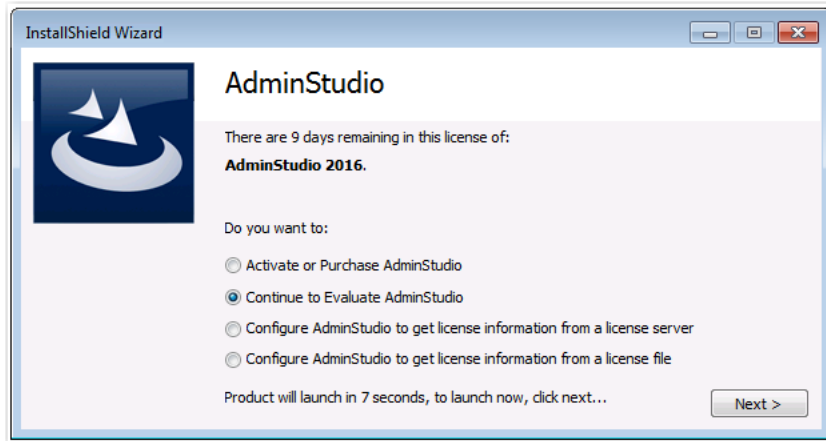 InstallShield Wizard
AdminStudio
There are 9 days remaining in this license of:
AdminStudio 2016.
Do you want to:
Activate or Purchase AdminStudio
Continue to Evaluate AdminStudio
Configure AdminStudio to get license information from a license server
Configure AdminStudio to get license information from a license file
Product will launch in 7 seconds, to launch now, click next...
Next >